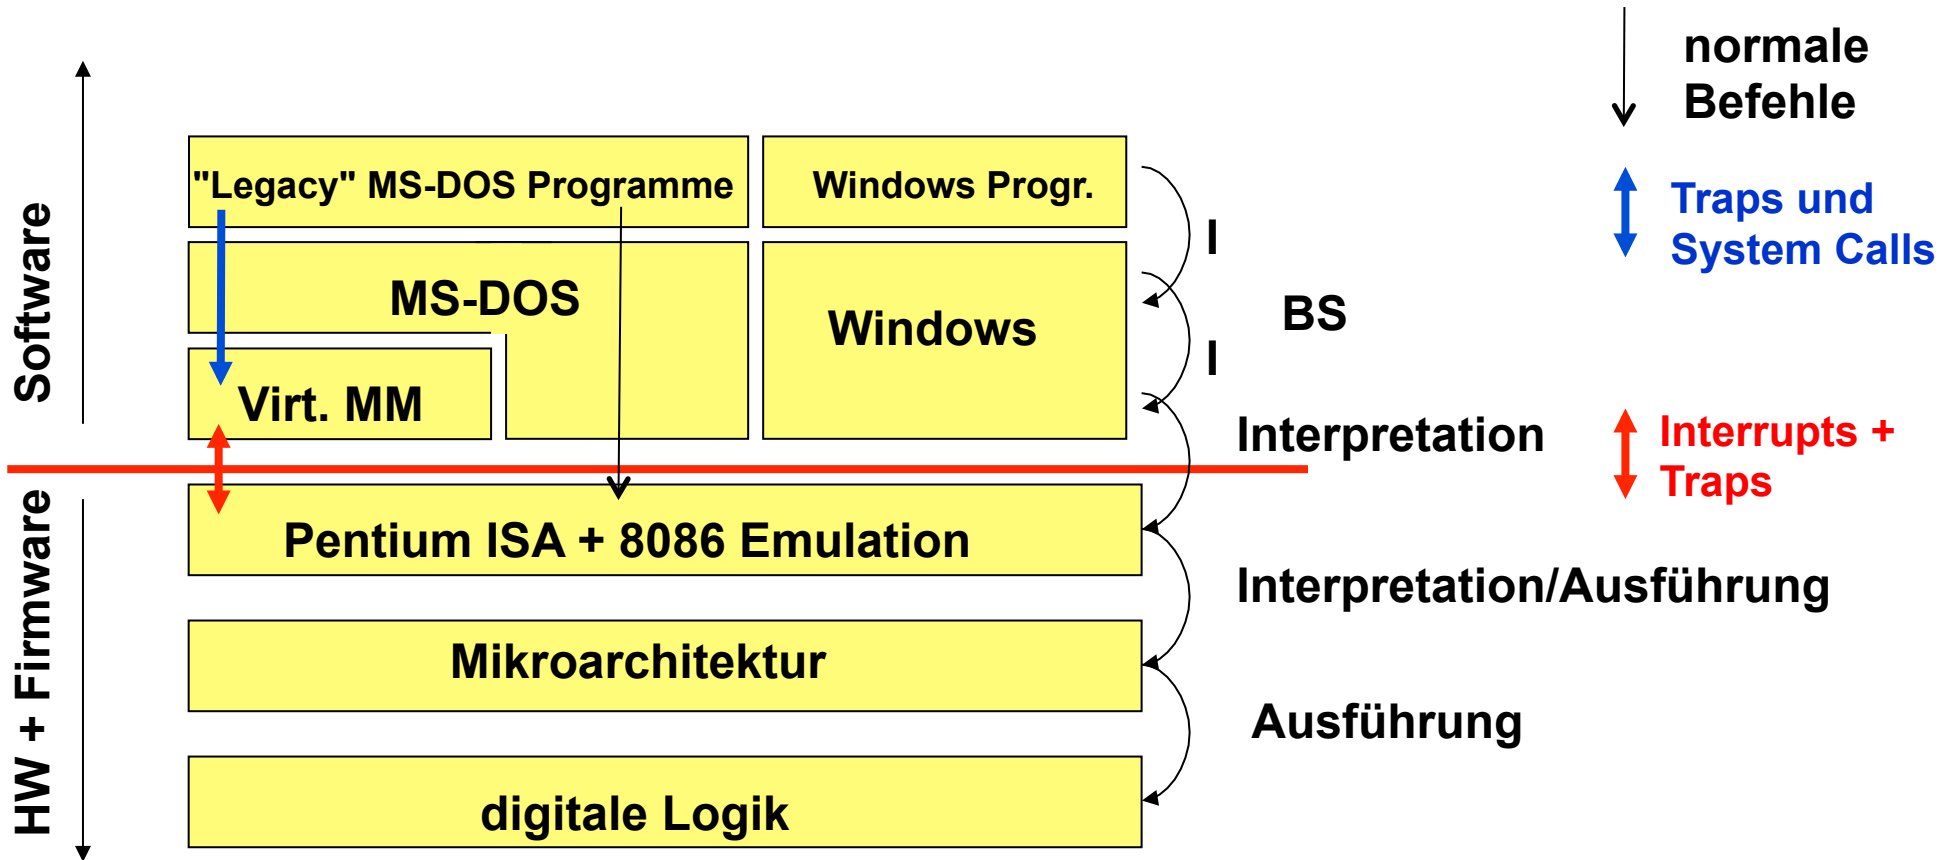 normale
Befehle
"Legacy" MS-DOS Programme
Windows Progr.
Traps und
System Calls
I
MS-DOS
Windows
BS
I
Virt. MM
Interpretation
Interrupts +
Traps
Software
Pentium ISA + 8086 Emulation
Interpretation/Ausführung
Mikroarchitektur
Ausführung
digitale Logik
HW + Firmware